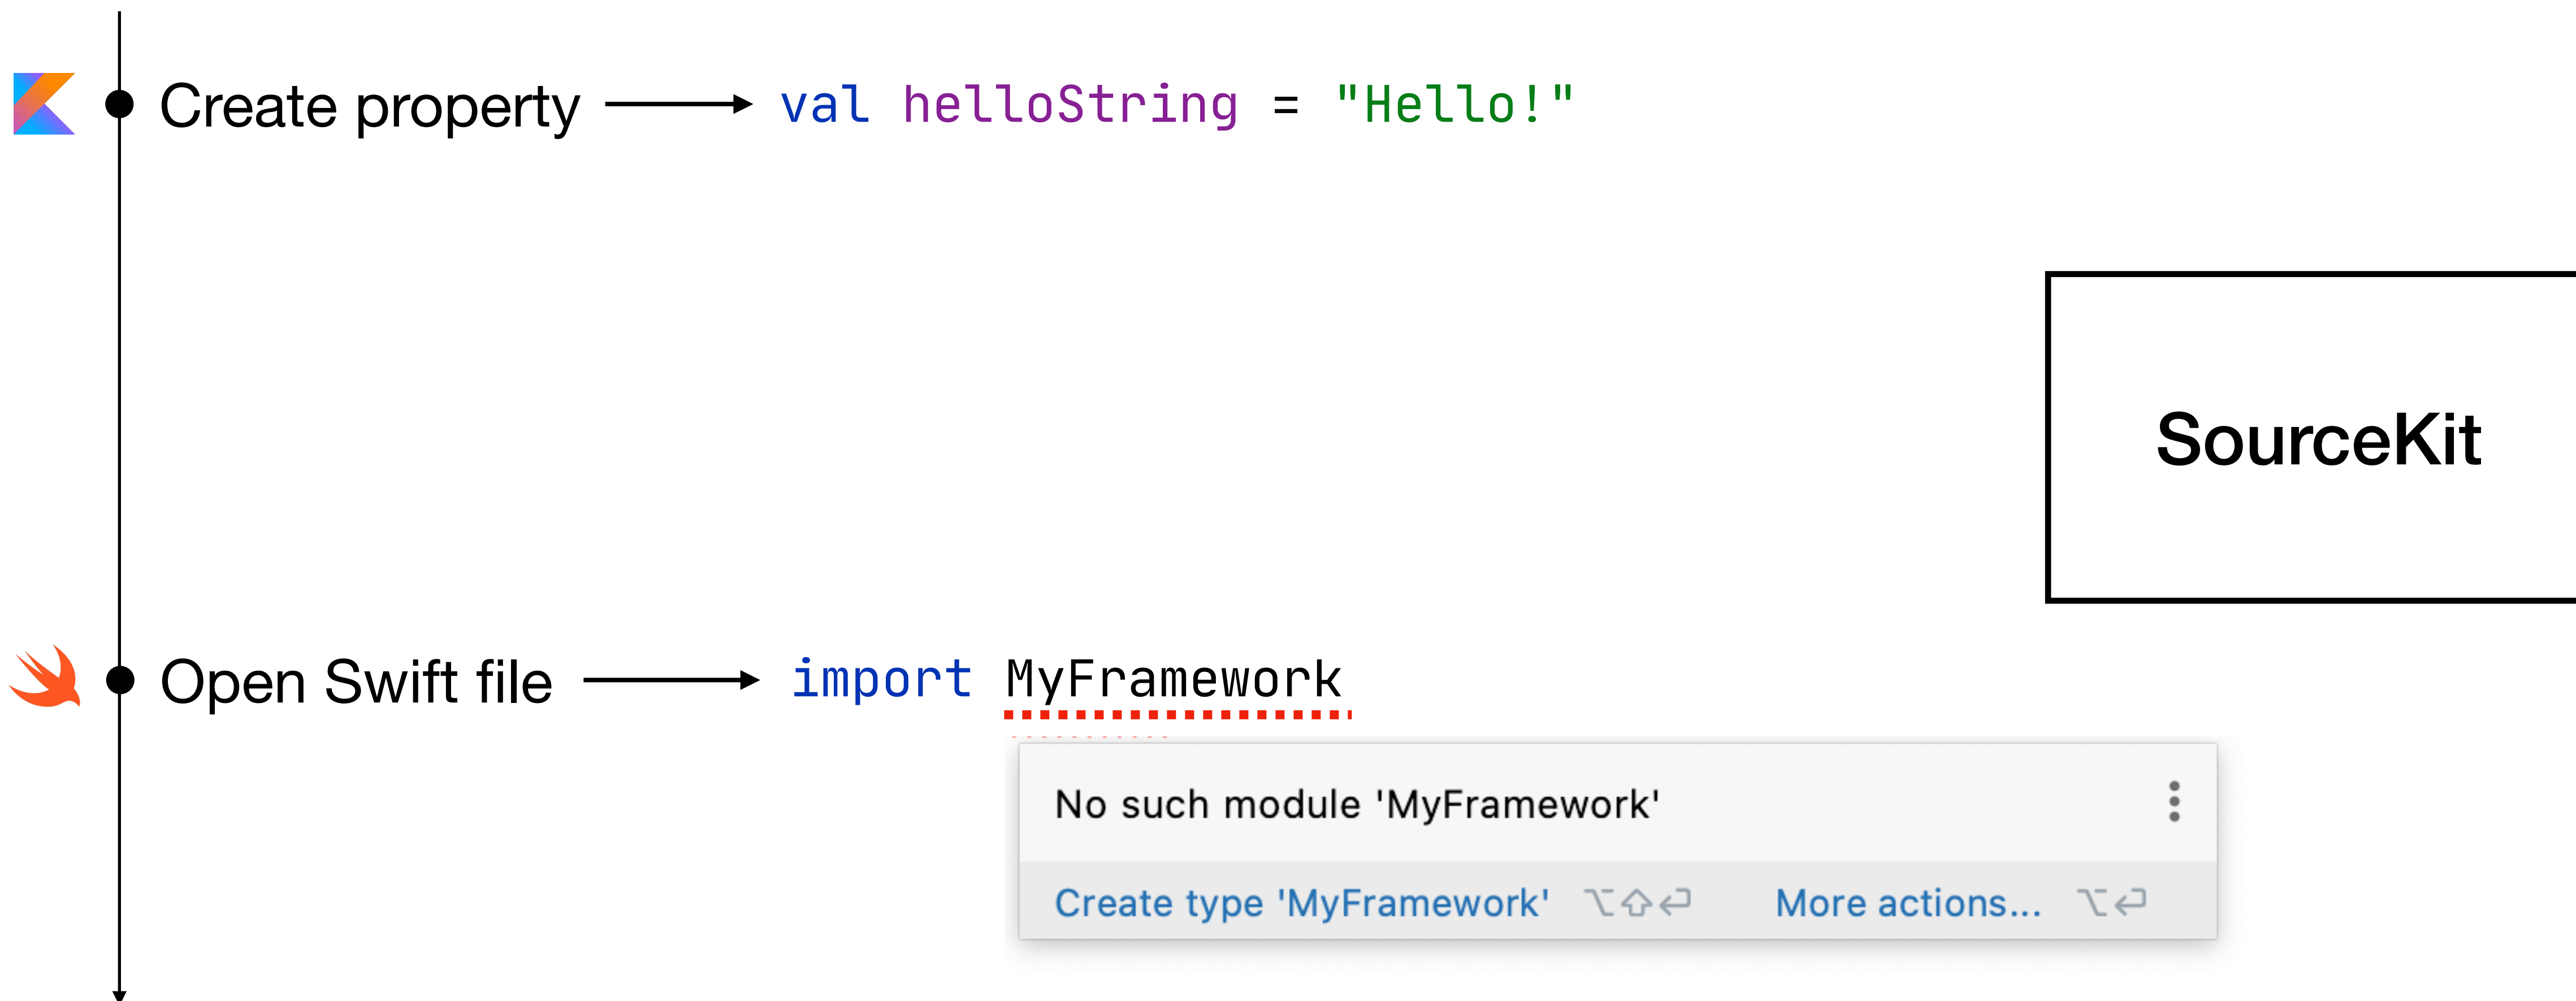 Create property val helloString = "Hello!"
SourceKit
Open Swift file import MyFramework
No such module 'MyFramework'
Create type 'MyFramework' ⌥⇧⏎ More actions... ⌥⏎